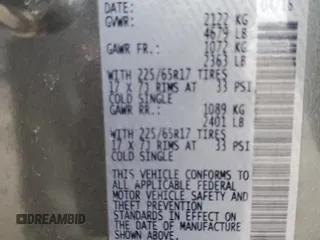 DATE: 04/18
GVWR: 2122 KG
4679 LB
GAWR FR.: 1072 KG
2363 LB
WITH 225/65R17 TIRES
17 X 7J RIMS AT 33 PSI
COLD SINGLE
GAWR RR.: 1089 KG
2401 LB
WITH 225/65R17 TIRES
17 X 7J RIMS AT 33 PSI
COLD SINGLE
THIS VEHICLE CONFORMS TO
ALL APPLICABLE FEDERAL
MOTOR VEHICLE SAFETY AND
THEFT PREVENTION
STANDARDS IN EFFECT ON
THE DATE OF MANUFACTURE
SHOWN ABOVE.
DREAMBID